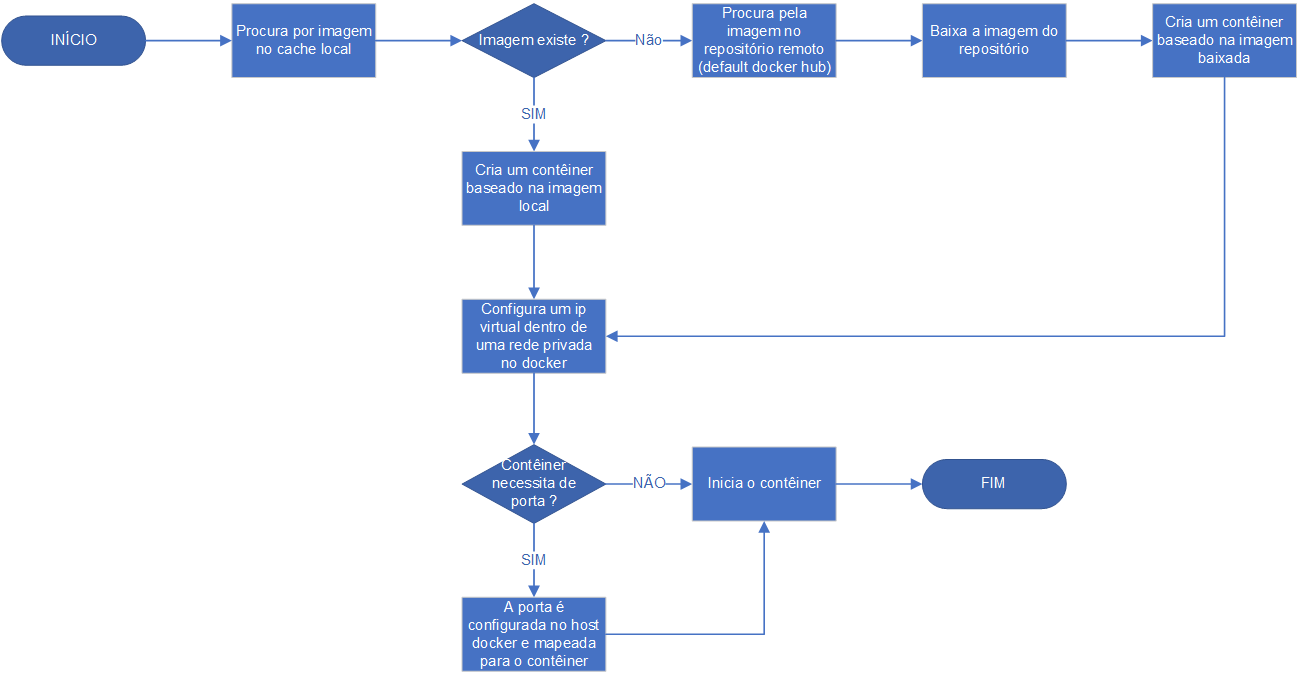 INÍCIO
Procura por imagem
no cache local
Imagem existe ?
Não
Procura pela
imagem no
repositório remoto
(default docker hub)
Baixa a imagem do
repositório
Cria um contêiner
baseado na imagem
baixada
SIM
Cria um contêiner
baseado na imagem
local
Configura um ip
virtual dentro de
uma rede privada
no docker
Contêiner
necessita de
porta ?
NÃO
Inicia o contêiner
FIM
SIM
A porta é
configurada no host
docker e mapeada
para o contêiner